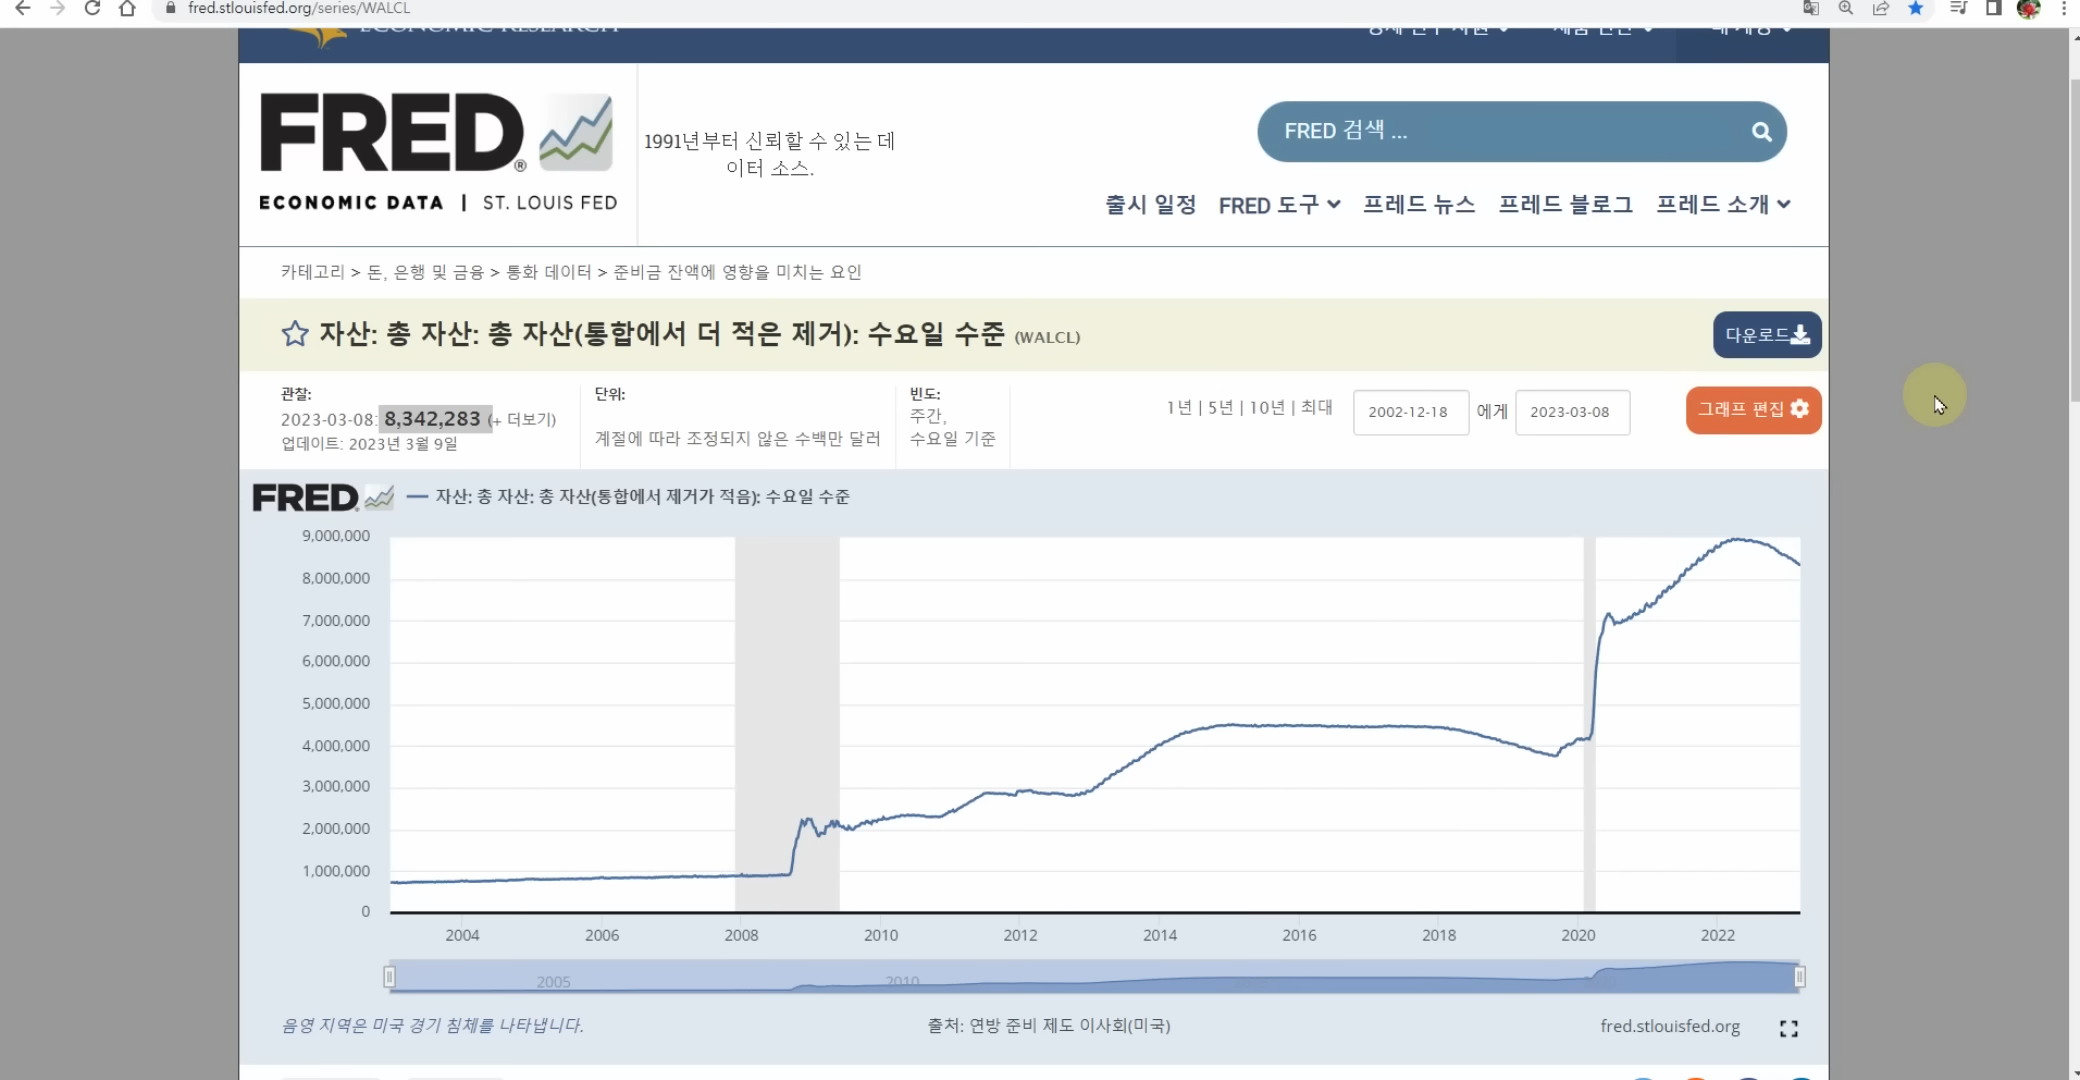 fred.stlouisfed.org/series/WALCL
ECONOMIC RESEARCH
FRED®
ECONOMIC DATA | ST. LOUIS FED
1991년부터 신뢰할 수 있는 데
이터 소스.
FRED 검색 ...
출시 일정 FRED 도구 프레드 뉴스 프레드 블로그 프레드 소개
카테고리 > 돈, 은행 및 금융 > 통화 데이터 > 준비금 잔액에 영향을 미치는 요인
자산: 총 자산: 총 자산(통합에서 더 적은 제거): 수요일 수준 (WALCL)
다운로드
관찰:
2023-03-08: 8,342,283 (+ 더보기)
업데이트: 2023년 3월 9일
단위:
계절에 따라 조정되지 않은 수백만 달러
빈도:
주간,
수요일 기준
1년 | 5년 | 10년 | 최대
2002-12-18 에게 2023-03-08
그래프 편집
FRED 자산: 총 자산: 총 자산(통합에서 제거가 적음): 수요일 수준
9,000,000
8,000,000
7,000,000
6,000,000
5,000,000
4,000,000
3,000,000
2,000,000
1,000,000
0
2004 2006 2008 2010 2012 2014 2016 2018 2020 2022
2005 2010
음영 지역은 미국 경기 침체를 나타냅니다.
출처: 연방 준비 제도 이사회(미국)
fred.stlouisfed.org